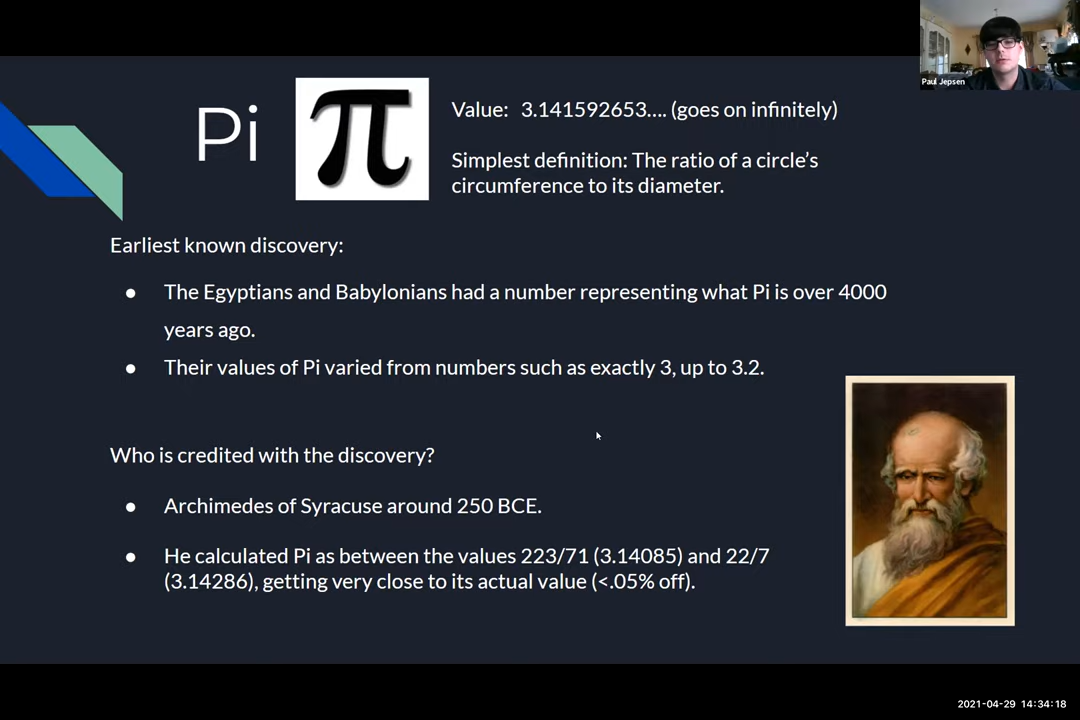 Paul Jepsen
Pi
π
Value:   3.141592653.... (goes on infinitely)
Simplest definition: The ratio of a circle’s
circumference to its diameter.
Earliest known discovery:
● The Egyptians and Babylonians had a number representing what Pi is over 4000
years ago.
● Their values of Pi varied from numbers such as exactly 3, up to 3.2.
Who is credited with the discovery?
● Archimedes of Syracuse around 250 BCE.
● He calculated Pi as between the values 223/71 (3.14085) and 22/7
(3.14286), getting very close to its actual value (<.05% off).
2021-04-29  14:34:18